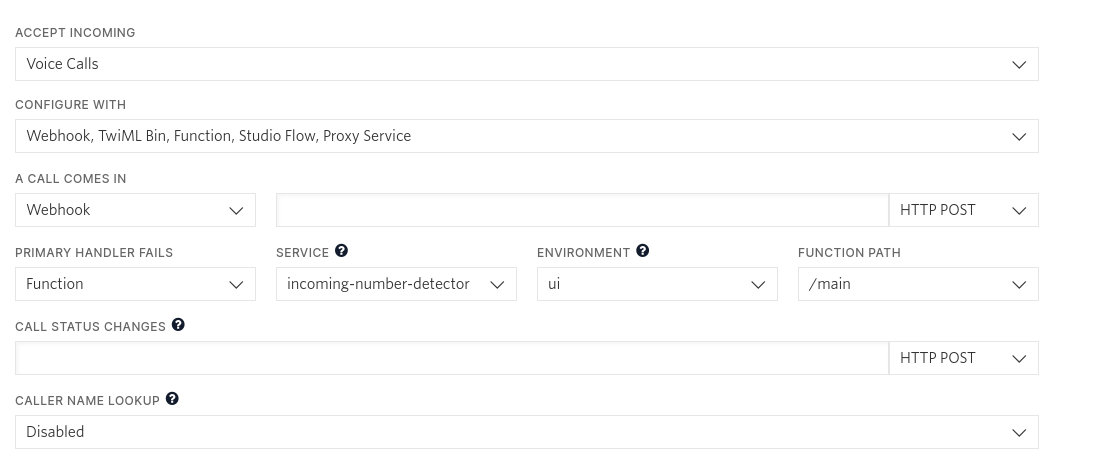 ACCEPT INCOMING
Voice Calls
CONFIGURE WITH
Webhook, TwiML Bin, Function, Studio Flow, Proxy Service
A CALL COMES IN
Webhook HTTP POST
PRIMARY HANDLER FAILS SERVICE ? ENVIRONMENT ? FUNCTION PATH
Function incoming-number-detector ui /main
CALL STATUS CHANGES ?
HTTP POST
CALLER NAME LOOKUP ?
Disabled